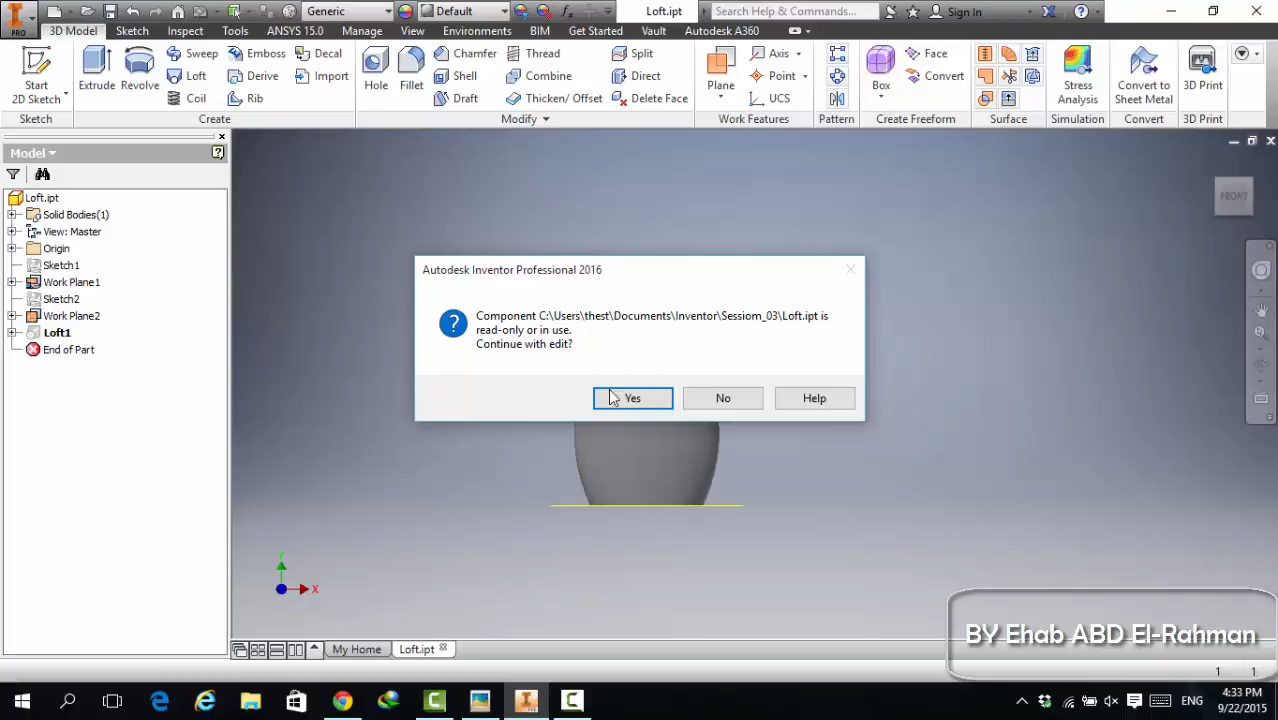 PRO
Generic
Default
Loft.ipt
Search Help & Commands...
Sign In
3D Model
Sketch
Inspect
Tools
ANSYS 15.0
Manage
View
Environments
BIM
Get Started
Vault
Autodesk A360
Start
2D Sketch
Extrude
Revolve
Sweep
Loft
Coil
Emboss
Derive
Rib
Decal
Import
Hole
Fillet
Chamfer
Shell
Draft
Thread
Combine
Thicken/ Offset
Split
Direct
Delete Face
Plane
Axis
Point
UCS
Box
Face
Convert
Stress
Analysis
Convert to
Sheet Metal
3D Print
Sketch
Create
Modify
Work Features
Pattern
Create Freeform
Surface
Simulation
Convert
3D Print
Model
Loft.ipt
Solid Bodies(1)
View: Master
Origin
Sketch1
Work Plane1
Sketch2
Work Plane2
Loft1
End of Part
FRONT
Autodesk Inventor Professional 2016
Component C:\Users\thest\Documents\Inventor\Sessiom_03\Loft.ipt is
read-only or in use.
Continue with edit?
Yes
No
Help
Y
X
BY Ehab ABD El-Rahman
My Home
Loft.ipt
1
1
ENG
4:33 PM
9/22/2015